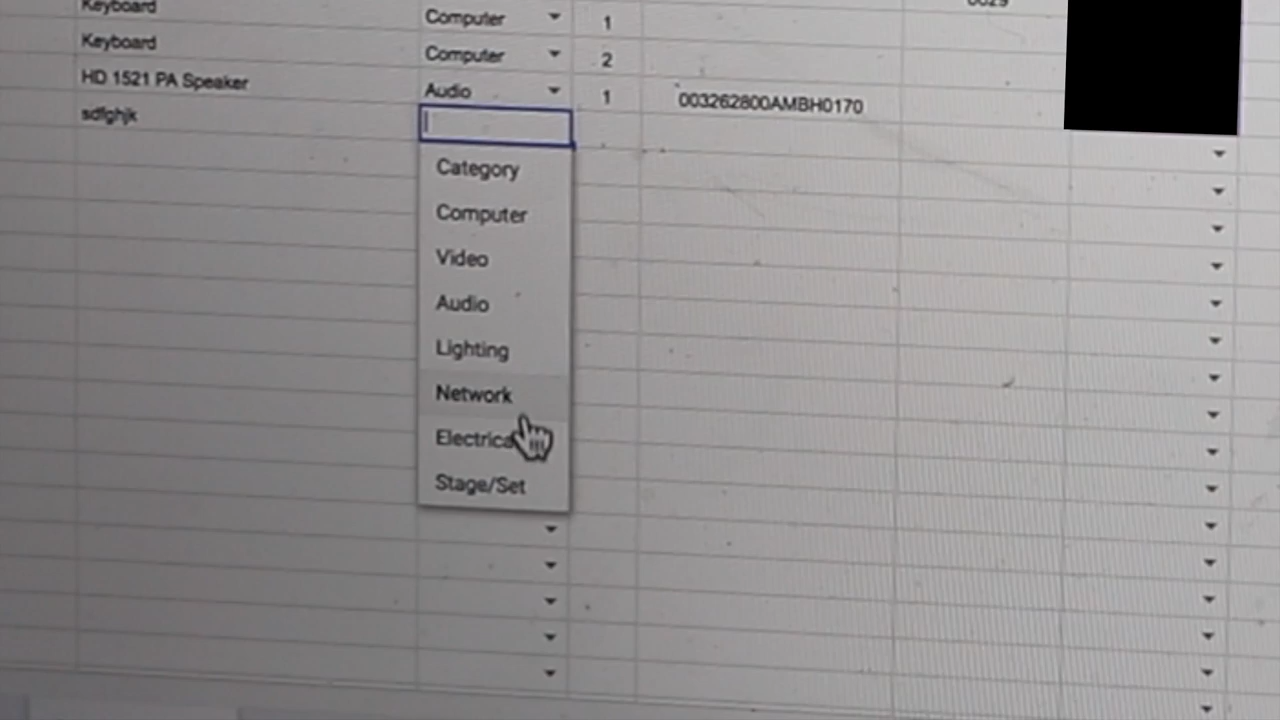 Keyboard Computer 1
Keyboard Computer 2
HD 1521 PA Speaker Audio 1 003262800AMBH0170
sdfghjk
Category
Computer
Video
Audio
Lighting
Network
Electrical
Stage/Set